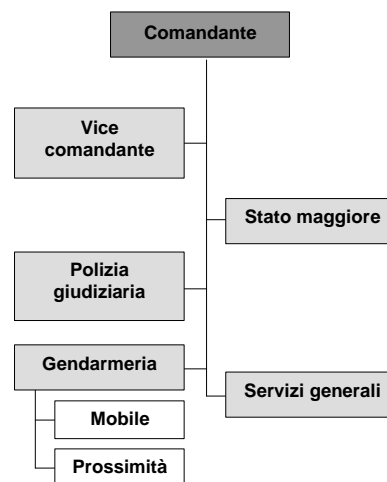 Comandante
Vice
comandante
Stato maggiore
Polizia
giudiziaria
Gendarmeria
Servizi generali
Mobile
Prossimità